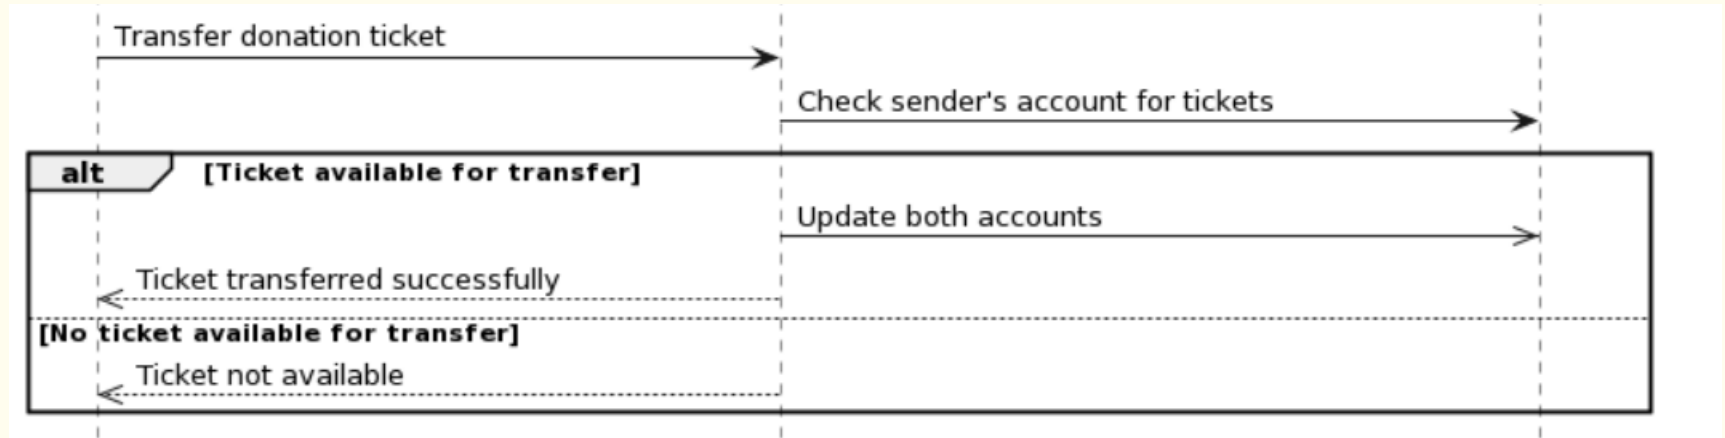 Transfer donation ticket
Check sender's account for tickets
alt [Ticket available for transfer]
Update both accounts
Ticket transferred successfully
[No ticket available for transfer]
Ticket not available